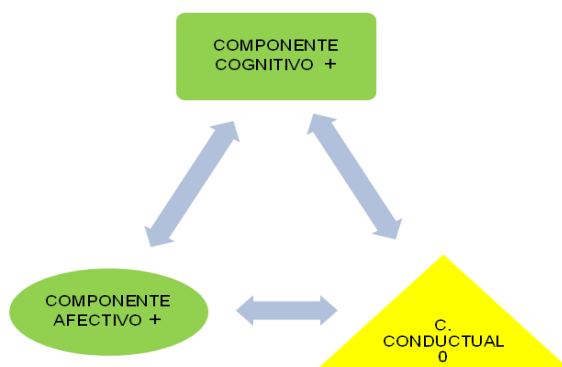 COMPONENTE
COGNITIVO +
COMPONENTE
AFECTIVO +
C.
CONDUCTUAL
0